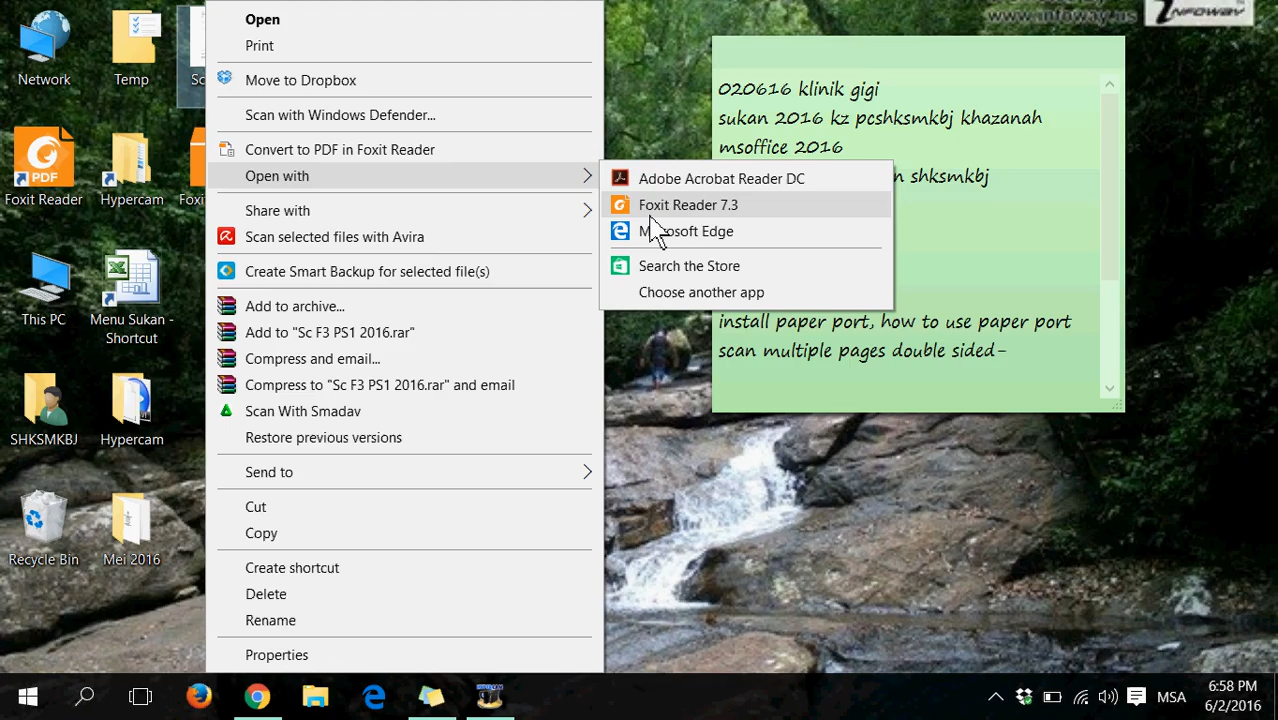 Network
Temp
Sc
PDF
Foxit Reader
Hypercam
Foxit
This PC
Menu Sukan -
Shortcut
SHKSMKBJ
Hypercam
Recycle Bin
Mei 2016
Open
Print
Move to Dropbox
Scan with Windows Defender...
Convert to PDF in Foxit Reader
Open with
Share with
Scan selected files with Avira
Create Smart Backup for selected file(s)
Add to archive...
Add to "Sc F3 PS1 2016.rar"
Compress and email...
Compress to "Sc F3 PS1 2016.rar" and email
Scan With Smadav
Restore previous versions
Send to
Cut
Copy
Create shortcut
Delete
Rename
Properties
Adobe Acrobat Reader DC
Foxit Reader 7.3
Microsoft Edge
Search the Store
Choose another app
www.infoway.us
INFOWAY
020616 klinik gigi
sukan 2016 kz pcshksmkbj khazanah
msoffice 2016
shksmkbj
install paper port, how to use paper port
scan multiple pages double sided-
MSA
6:58 PM
6/2/2016